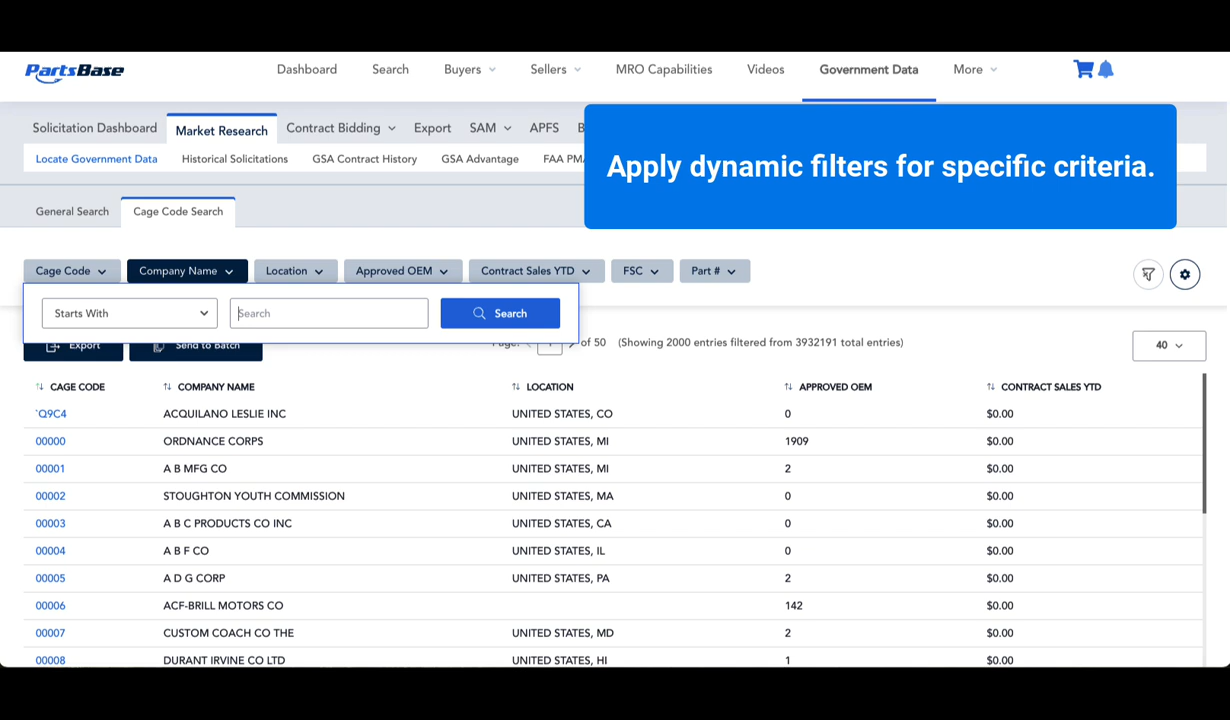 PartsBase
Dashboard Search Buyers Sellers MRO Capabilities Videos Government Data More
Solicitation Dashboard Market Research Contract Bidding Export SAM APFS B
Locate Government Data Historical Solicitations GSA Contract History GSA Advantage FAA PMA
Apply dynamic filters for specific criteria.
General Search Cage Code Search
Cage Code Company Name Location Approved OEM Contract Sales YTD FSC Part #
Starts With Search Search
Export Send to Batch Page: 1 of 50 (Showing 2000 entries filtered from 3932191 total entries) 40
CAGE CODE COMPANY NAME LOCATION APPROVED OEM CONTRACT SALES YTD
`Q9C4 ACQUILANO LESLIE INC UNITED STATES, CO 0 $0.00
00000 ORDNANCE CORPS UNITED STATES, MI 1909 $0.00
00001 A B MFG CO UNITED STATES, MI 2 $0.00
00002 STOUGHTON YOUTH COMMISSION UNITED STATES, MA 0 $0.00
00003 A B C PRODUCTS CO INC UNITED STATES, CA 0 $0.00
00004 A B F CO UNITED STATES, IL 0 $0.00
00005 A D G CORP UNITED STATES, PA 2 $0.00
00006 ACF-BRILL MOTORS CO 142 $0.00
00007 CUSTOM COACH CO THE UNITED STATES, MD 2 $0.00
00008 DURANT IRVINE CO LTD UNITED STATES, HI 1 $0.00